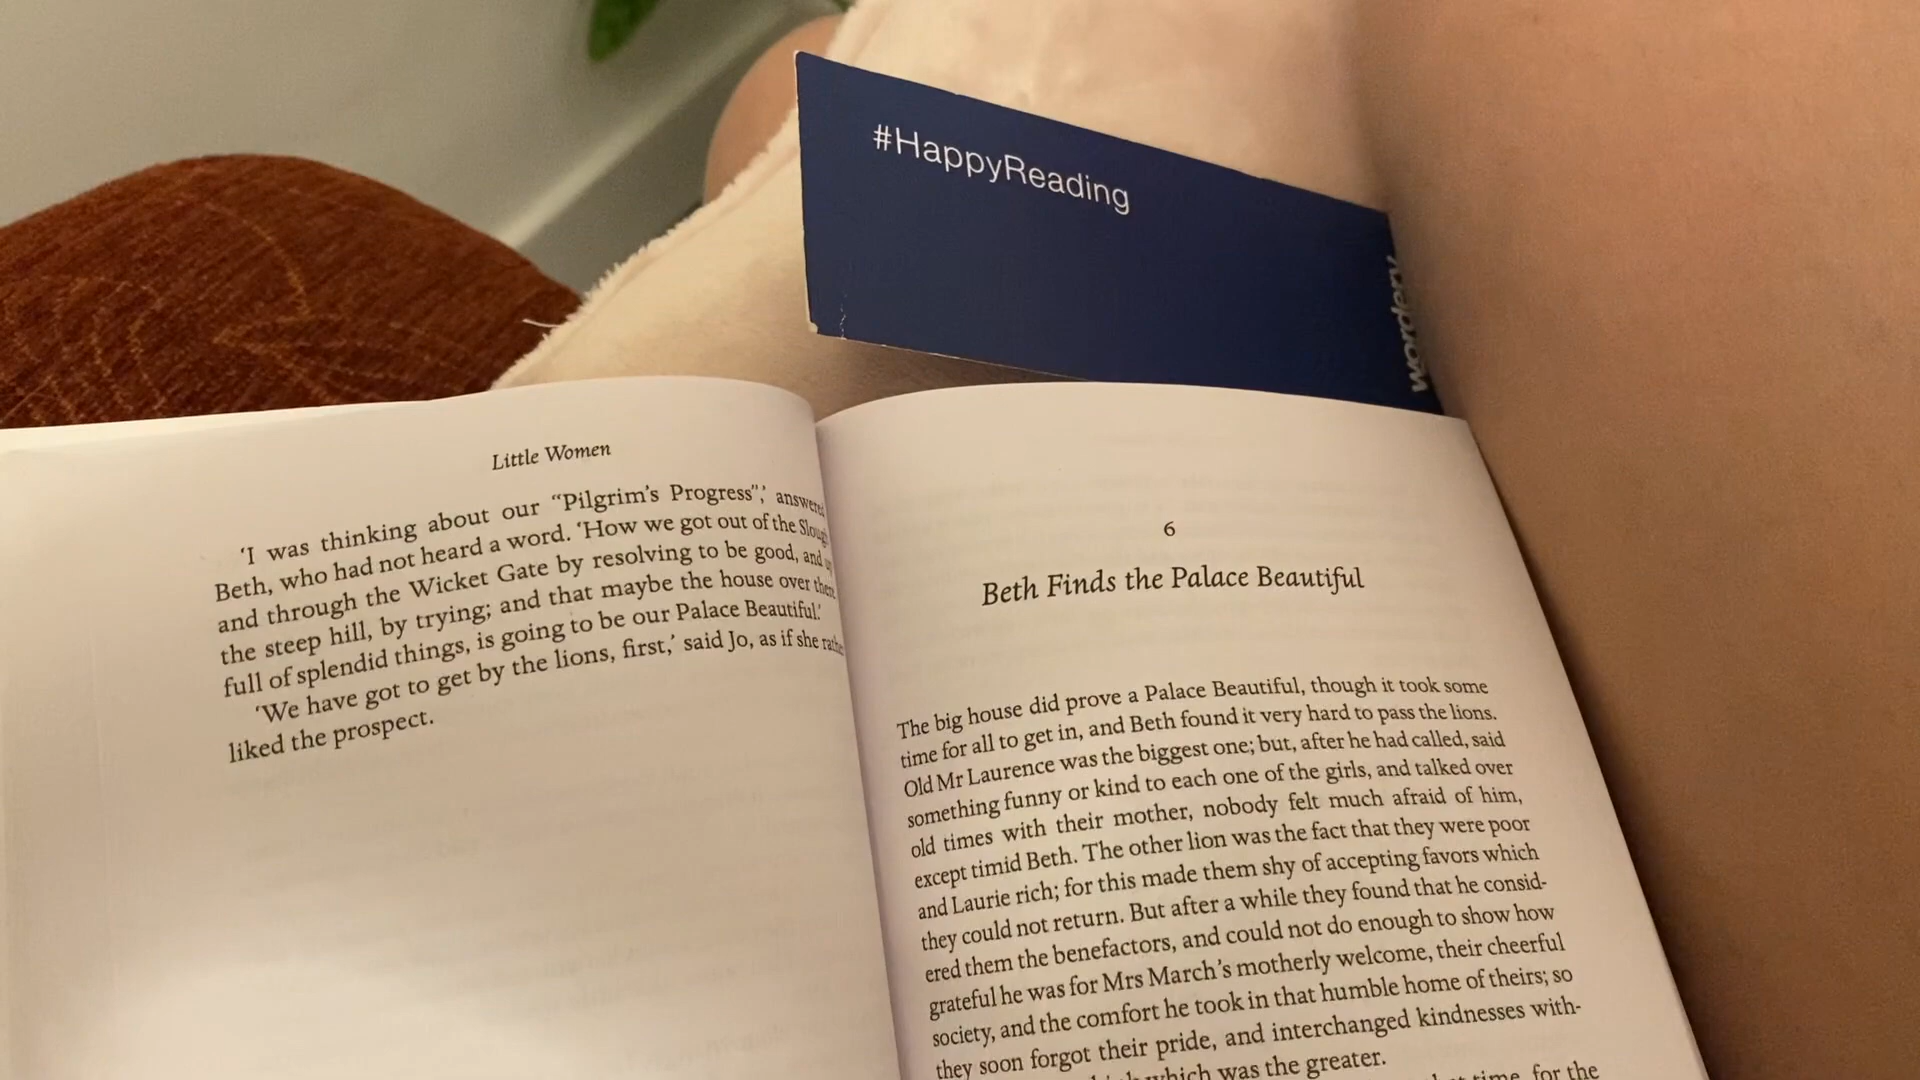 #HappyReading
wordery
Little Women
‘I was thinking about our “Pilgrim’s Progress”,’ answered
Beth, who had not heard a word. ‘How we got out of the Slough
and through the Wicket Gate by resolving to be good, and up
the steep hill, by trying; and that maybe the house over there
full of splendid things, is going to be our Palace Beautiful.’
‘We have got to get by the lions, first,’ said Jo, as if she rather
liked the prospect.
6
Beth Finds the Palace Beautiful
The big house did prove a Palace Beautiful, though it took some
time for all to get in, and Beth found it very hard to pass the lions.
Old Mr Laurence was the biggest one; but, after he had called, said
something funny or kind to each one of the girls, and talked over
old times with their mother, nobody felt much afraid of him,
except timid Beth. The other lion was the fact that they were poor
and Laurie rich; for this made them shy of accepting favors which
they could not return. But after a while they found that he consid-
ered them the benefactors, and could not do enough to show how
grateful he was for Mrs March’s motherly welcome, their cheerful
society, and the comfort he took in that humble home of theirs; so
they soon forgot their pride, and interchanged kindnesses with-
which was the greater.
time, for the